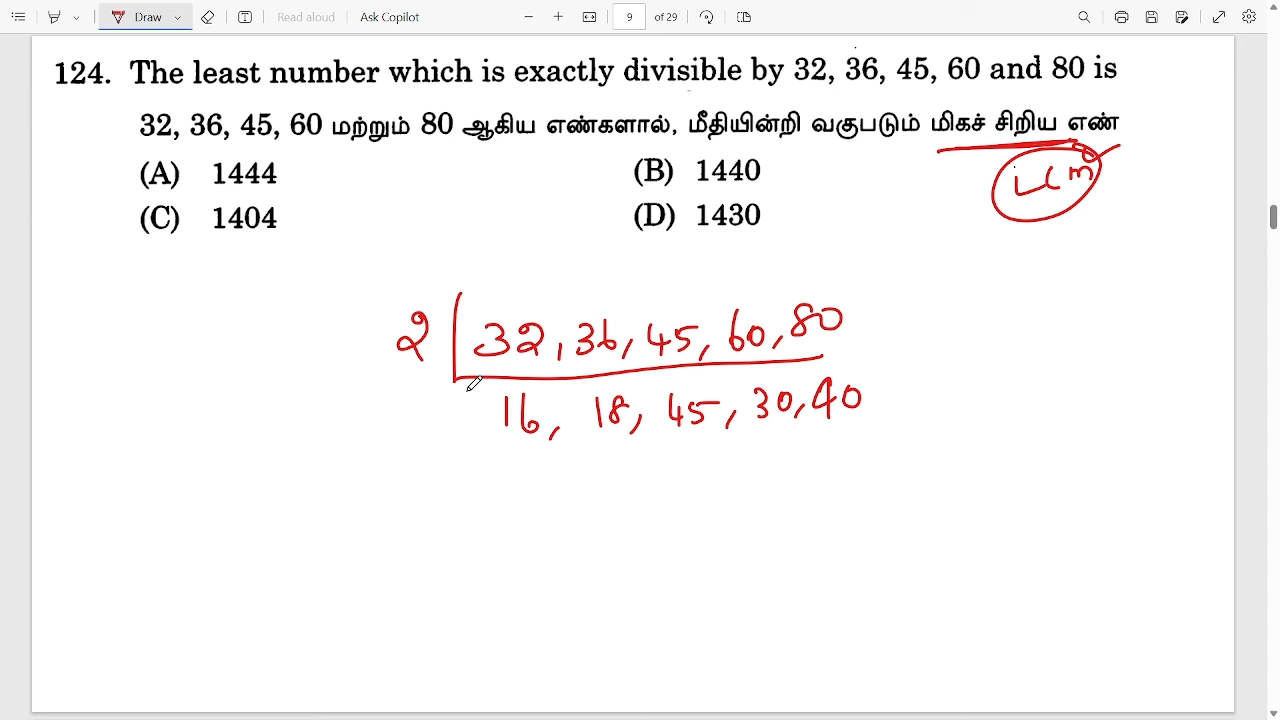 Draw
Read aloud
Ask Copilot
9 of 29
124. The least number which is exactly divisible by 32, 36, 45, 60 and 80 is
32, 36, 45, 60 மற்றும் 80 ஆகிய எண்களால், மீதியின்றி வகுபடும் மிகச் சிறிய எண்
(A) 1444 (B) 1440
LCM
(C) 1404 (D) 1430
2 32, 36, 45, 60, 80
16, 18, 45, 30, 40